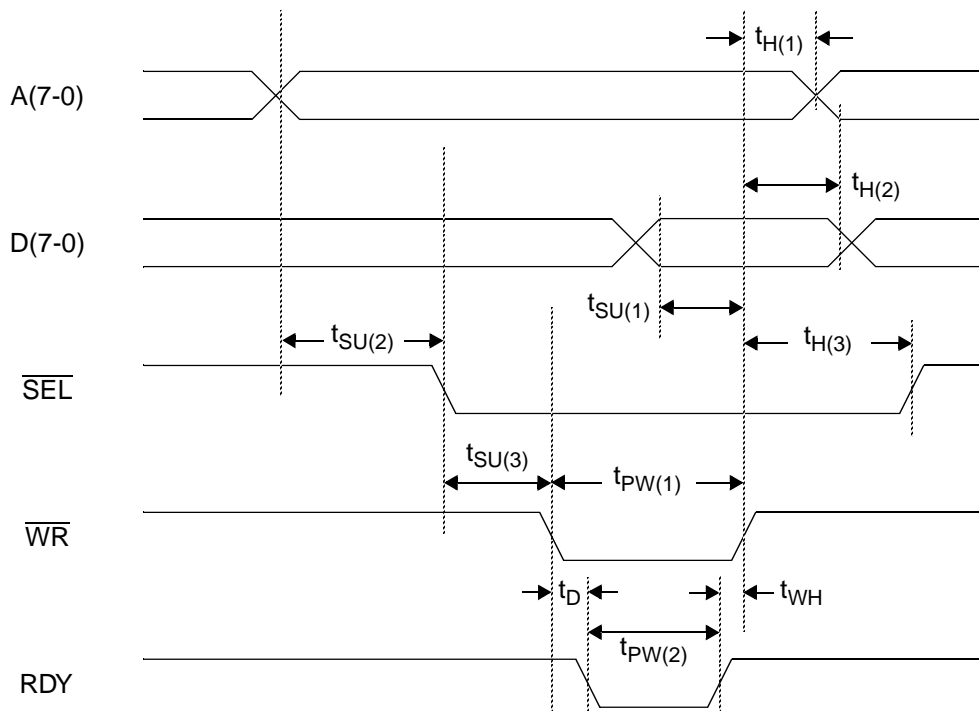 tH(1)
A(7-0)
tH(2)
D(7-0)
tSU(1)
tSU(2)
tH(3)
SEL
tSU(3)
tPW(1)
WR
tD
tWH
tPW(2)
RDY